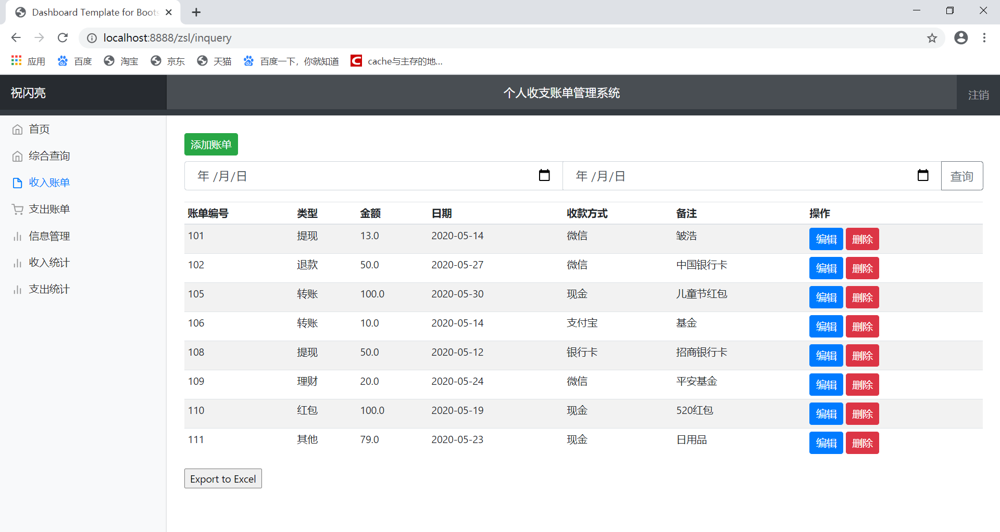 Dashboard Template for Boots
localhost:8888/zsl/inquery
应用 百度 淘宝 京东 天猫 百度一下，你就知道 cache与主存的地...
祝闪亮 个人收支账单管理系统 注销
首页
综合查询
收入账单
支出账单
信息管理
收入统计
支出统计
添加账单
年 /月/日 年 /月/日 查询
账单编号 类型 金额 日期 收款方式 备注 操作
101 提现 13.0 2020-05-14 微信 皱浩 编辑 删除
102 退款 50.0 2020-05-27 微信 中国银行卡 编辑 删除
105 转账 100.0 2020-05-30 现金 儿童节红包 编辑 删除
106 转账 10.0 2020-05-14 支付宝 基金 编辑 删除
108 提现 50.0 2020-05-12 银行卡 招商银行卡 编辑 删除
109 理财 20.0 2020-05-24 微信 平安基金 编辑 删除
110 红包 100.0 2020-05-19 现金 520红包 编辑 删除
111 其他 79.0 2020-05-23 现金 日用品 编辑 删除
Export to Excel